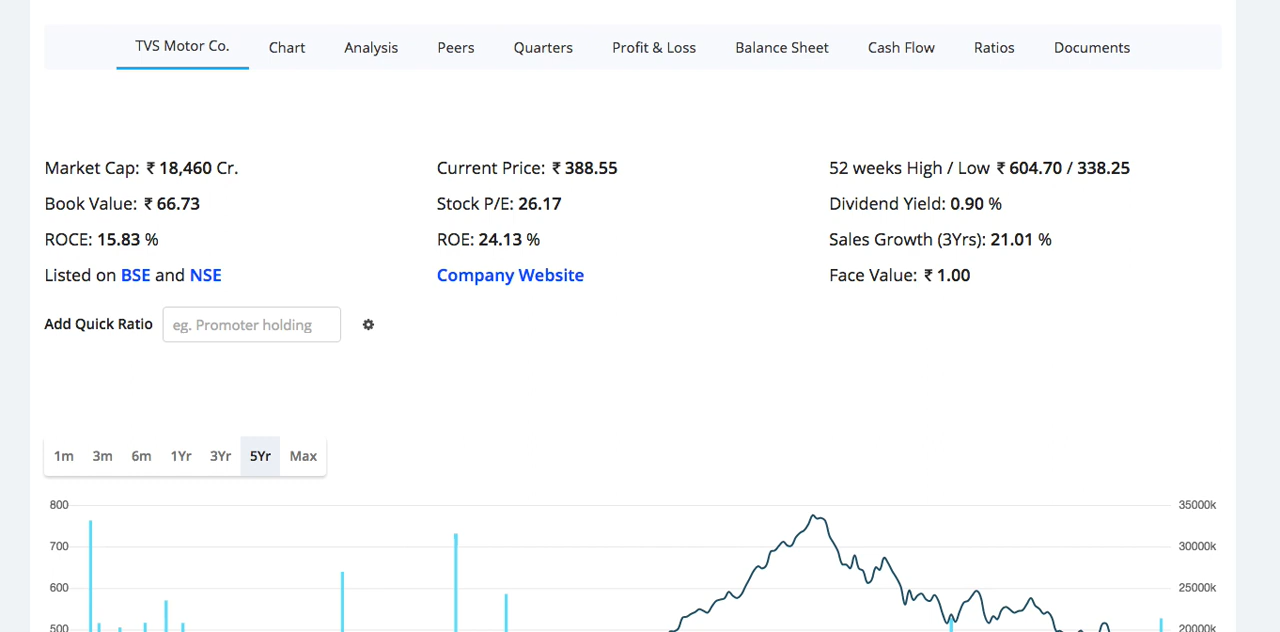 TVS Motor Co. Chart Analysis Peers Quarters Profit & Loss Balance Sheet Cash Flow Ratios Documents
Market Cap: ₹ 18,460 Cr. Current Price: ₹ 388.55 52 weeks High / Low ₹ 604.70 / 338.25
Book Value: ₹ 66.73 Stock P/E: 26.17 Dividend Yield: 0.90 %
ROCE: 15.83 % ROE: 24.13 % Sales Growth (3Yrs): 21.01 %
Listed on BSE and NSE Company Website Face Value: ₹ 1.00
Add Quick Ratio eg. Promoter holding
1m 3m 6m 1Yr 3Yr 5Yr Max
800 35000k
700 30000k
600 25000k
500 20000k